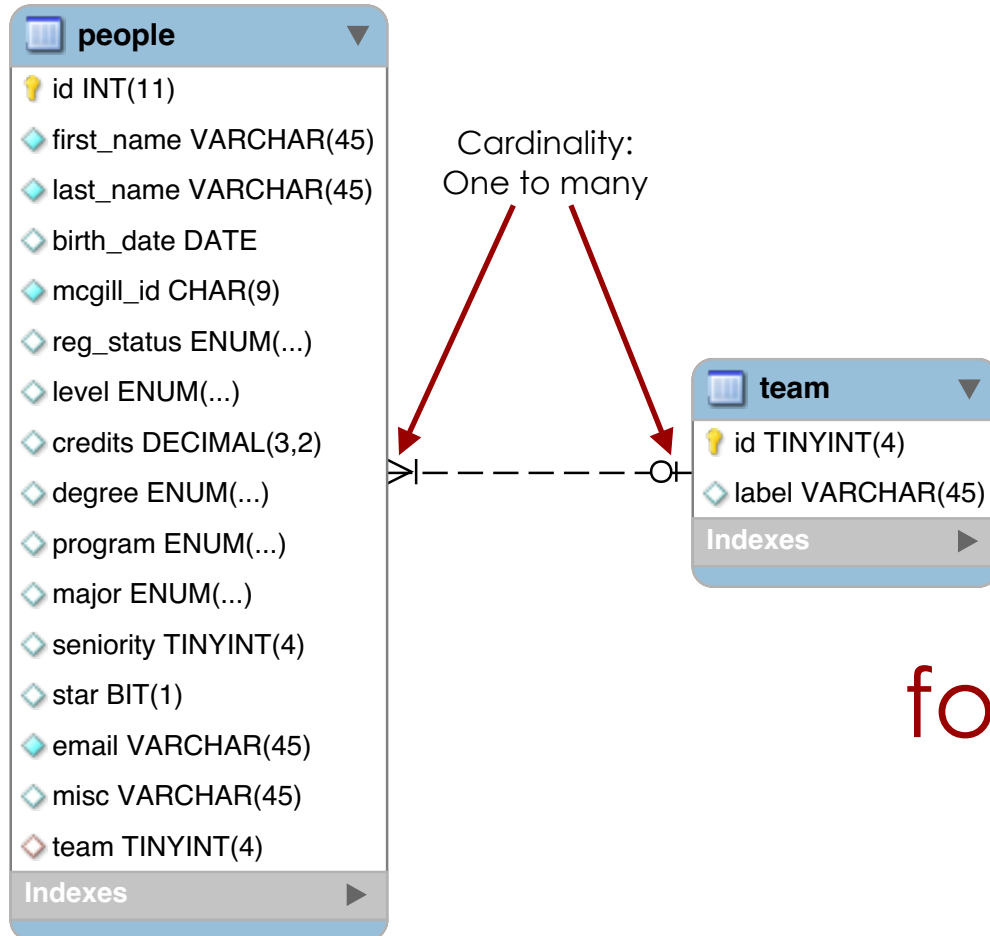 people
id INT(11)
first_name VARCHAR(45)
last_name VARCHAR(45)
birth_date DATE
mcgill_id CHAR(9)
reg_status ENUM(...)
level ENUM(...)
credits DECIMAL(3,2)
degree ENUM(...)
program ENUM(...)
major ENUM(...)
seniority TINYINT(4)
star BIT(1)
email VARCHAR(45)
misc VARCHAR(45)
team TINYINT(4)
Indexes
Cardinality:
One to many
team
id TINYINT(4)
label VARCHAR(45)
Indexes
fo